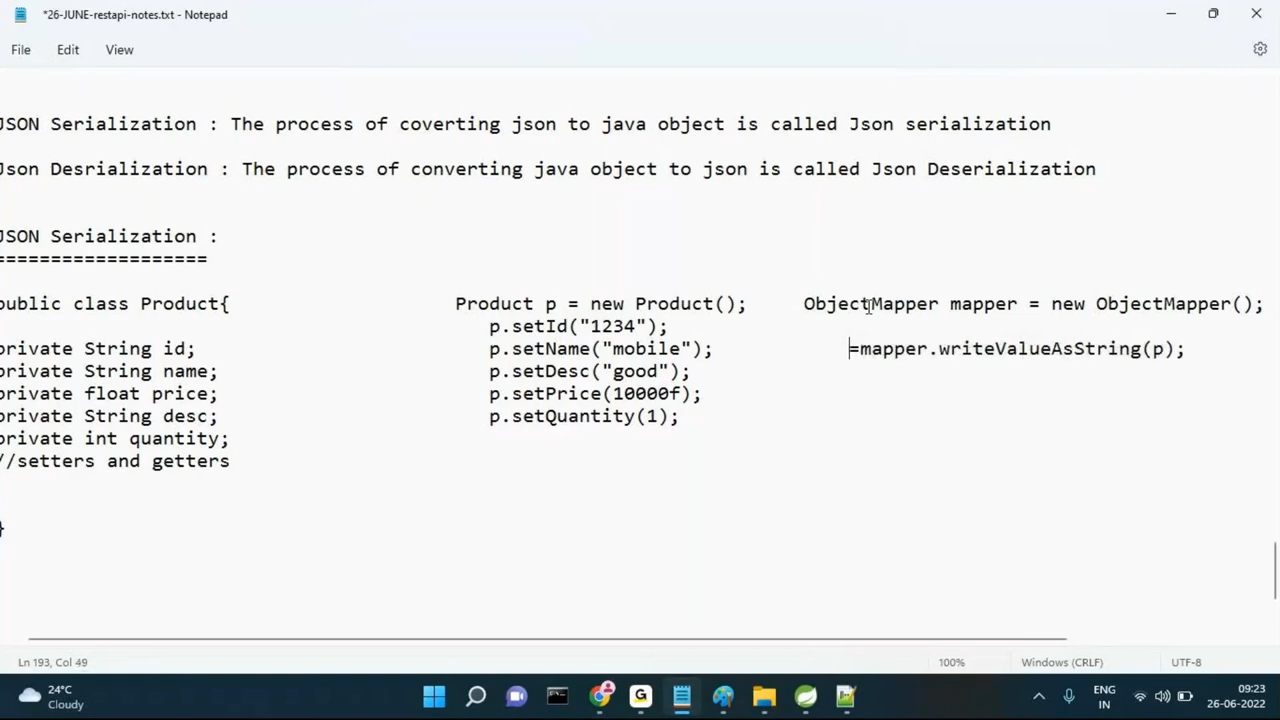 *26-JUNE-restapi-notes.txt - Notepad
File Edit View
JSON Serialization : The process of coverting json to java object is called Json serialization
Json Desrialization : The process of converting java object to json is called Json Deserialization
JSON Serialization :
===================
public class Product{ Product p = new Product(); ObjectMapper mapper = new ObjectMapper();
p.setId("1234");
private String id; p.setName("mobile"); =mapper.writeValueAsString(p);
private String name; p.setDesc("good");
private float price; p.setPrice(10000f);
private String desc; p.setQuantity(1);
private int quantity;
//setters and getters
}
Ln 193, Col 49 100% Windows (CRLF) UTF-8
24°C
Cloudy
ENG
IN
09:23
26-06-2022